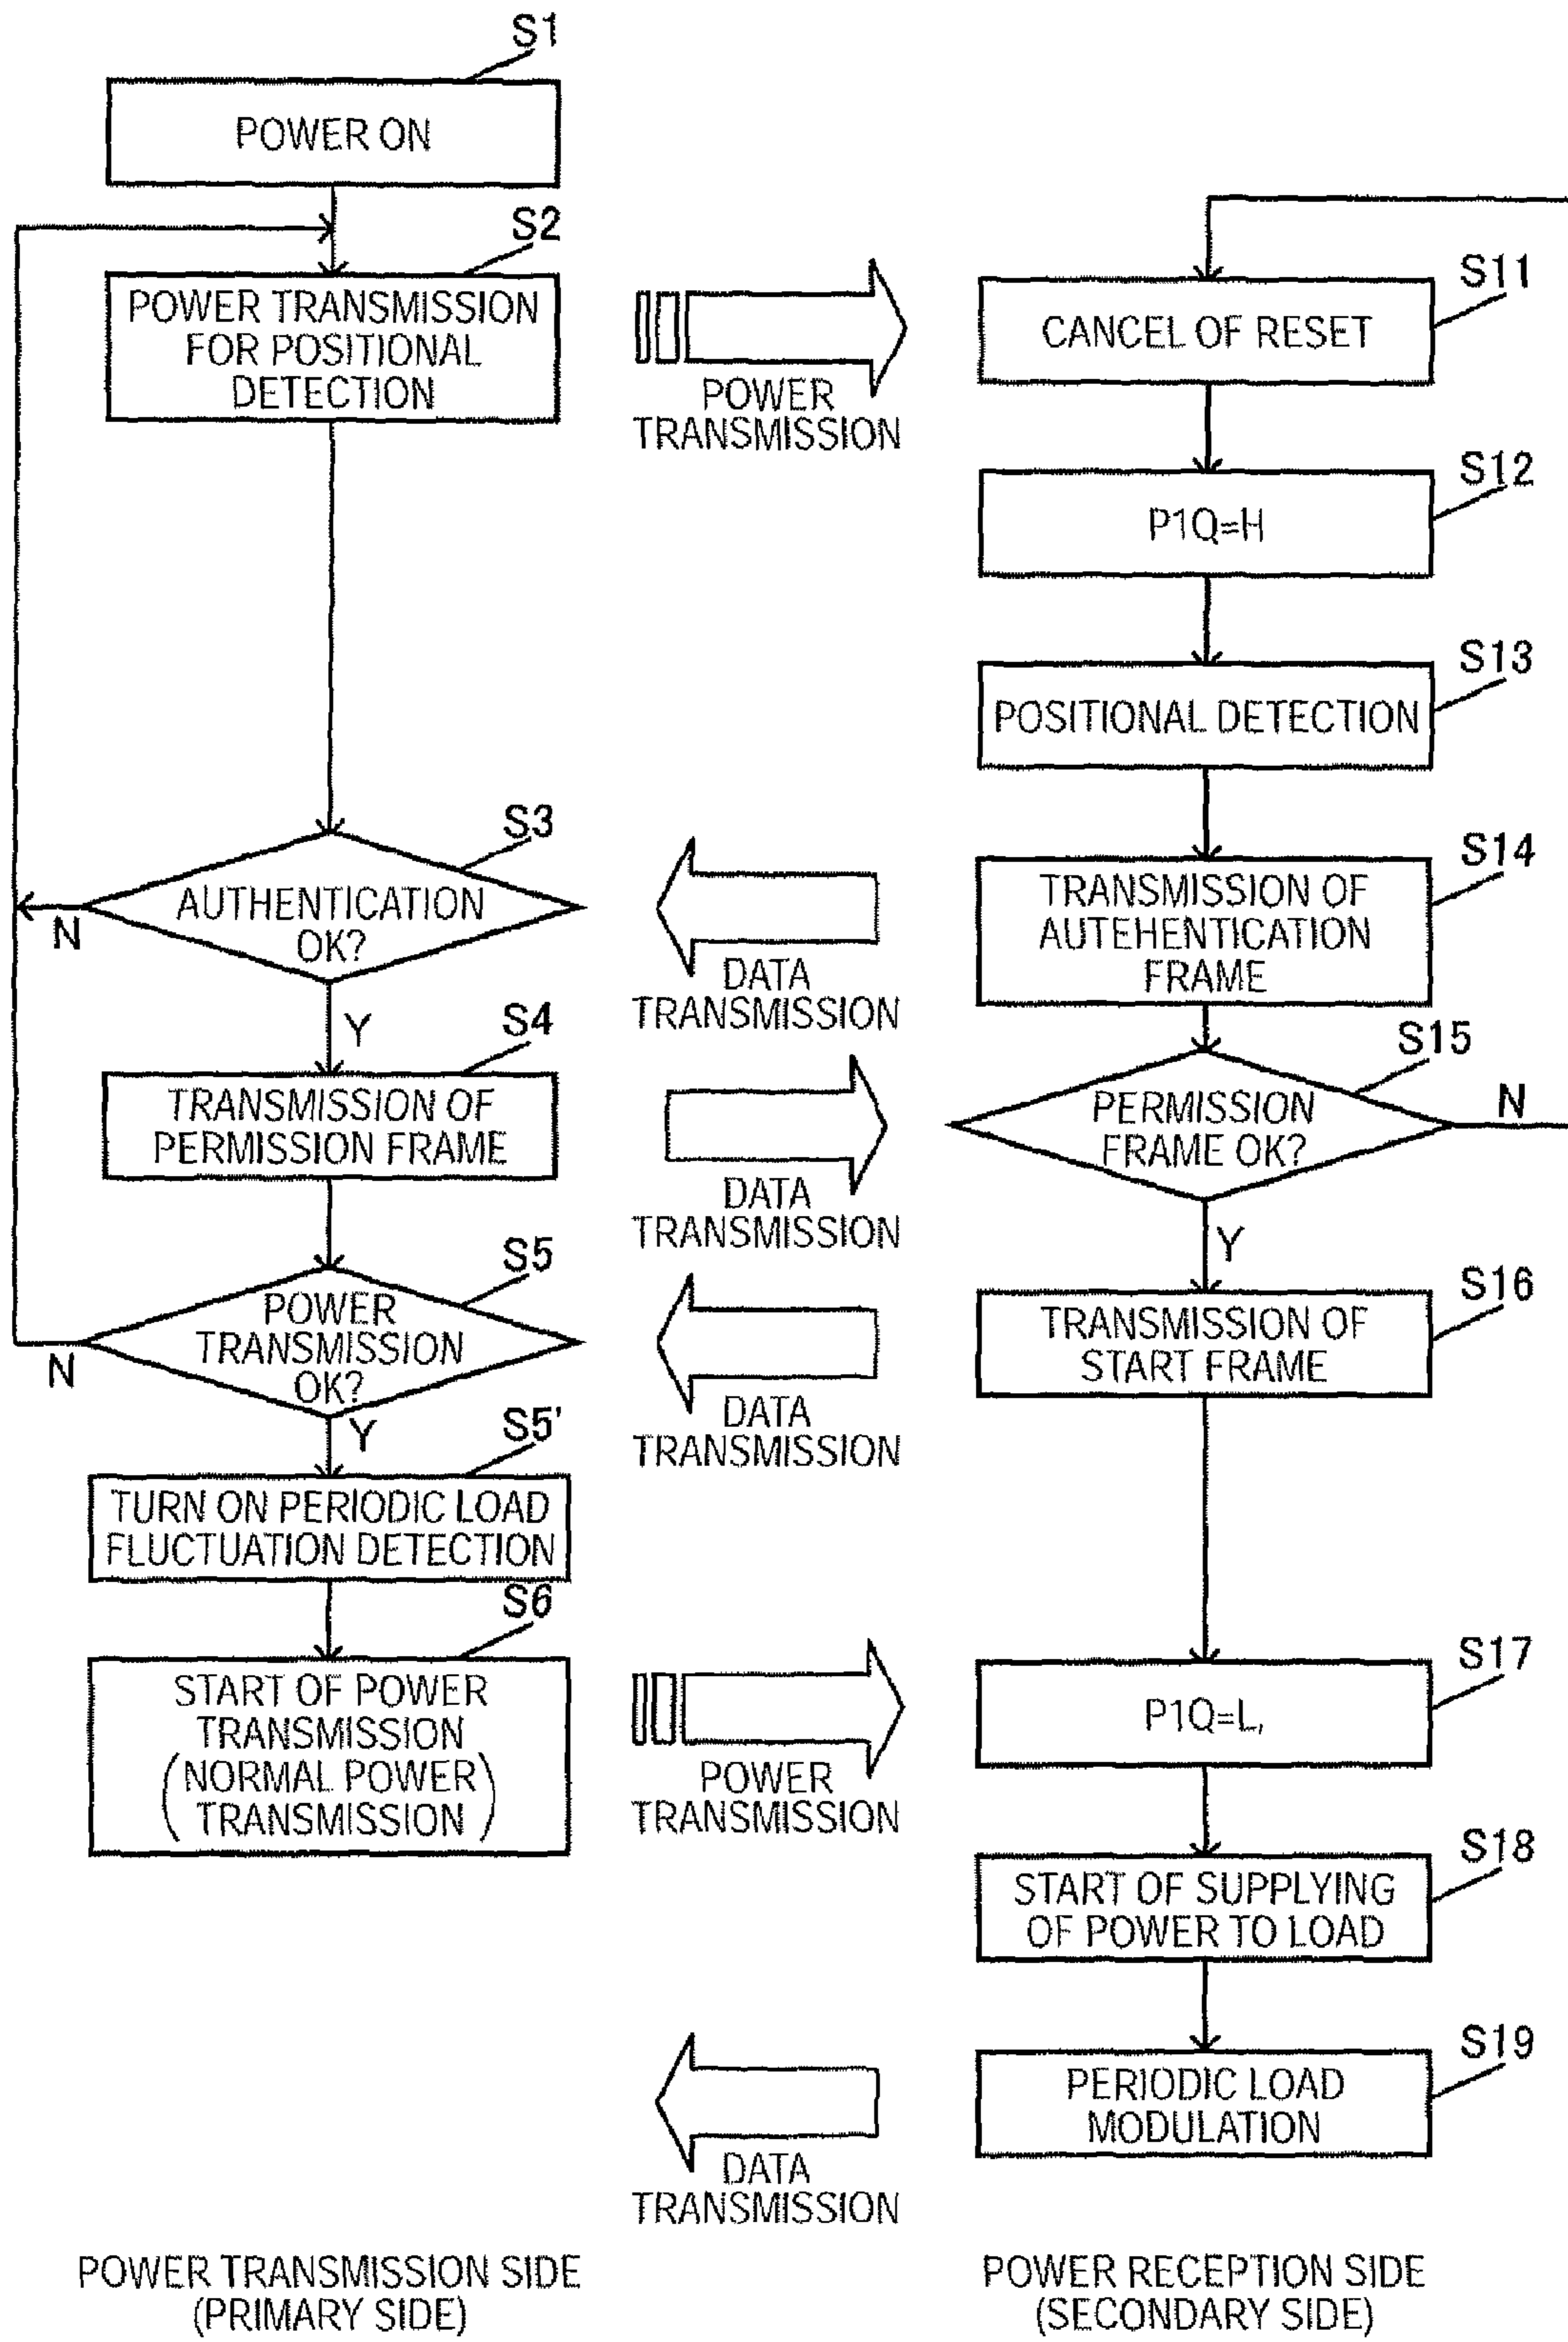 S1
POWER ON
S2
POWER TRANSMISSION
FOR POSITIONAL
DETECTION
POWER
TRANSMISSION
S11
CANCEL OF RESET
S12
P1Q=H
S13
POSITIONAL DETECTION
S3
AUTHENTICATION
OK?
N
Y
DATA
TRANSMISSION
S14
TRANSMISSION OF
AUTEHENTICATION
FRAME
S4
TRANSMISSION OF
PERMISSION FRAME
DATA
TRANSMISSION
S15
PERMISSION
FRAME OK?
N
Y
S5
POWER
TRANSMISSION
OK?
N
Y
DATA
TRANSMISSION
S16
TRANSMISSION OF
START FRAME
S5'
TURN ON PERIODIC LOAD
FLUCTUATION DETECTION
S6
START OF POWER
TRANSMISSION
(NORMAL POWER
TRANSMISSION)
POWER
TRANSMISSION
S17
P1Q=L,
S18
START OF SUPPLYING
OF POWER TO LOAD
S19
PERIODIC LOAD
MODULATION
DATA
TRANSMISSION
POWER TRANSMISSION SIDE
(PRIMARY SIDE)
POWER RECEPTION SIDE
(SECONDARY SIDE)